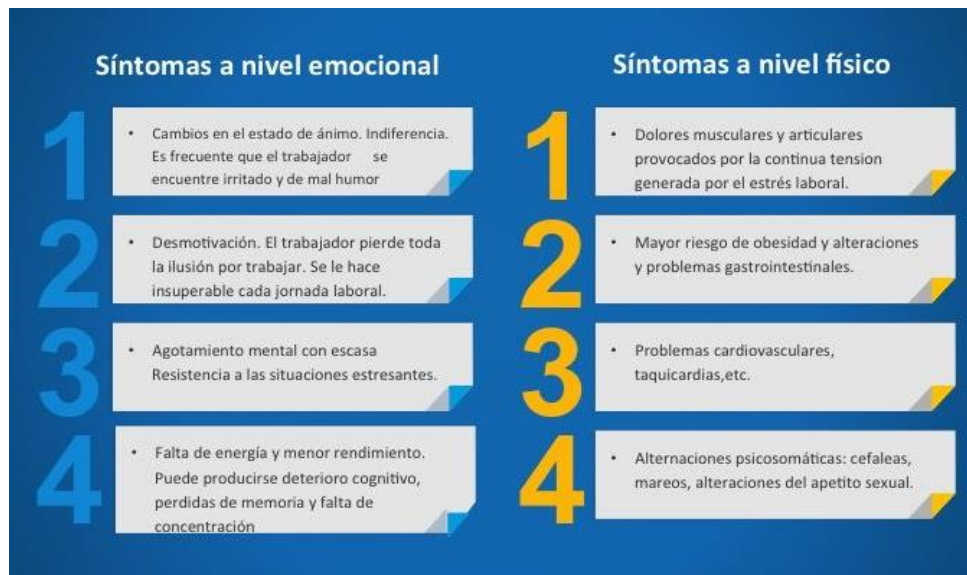 Síntomas a nivel emocional
1
• Cambios en el estado de ánimo. Indiferencia.
Es frecuente que el trabajador se
encuentre irritado y de mal humor
2
• Desmotivación. El trabajador pierde toda
la ilusión por trabajar. Se le hace
insuperable cada jornada laboral.
3
• Agotamiento mental con escasa
Resistencia a las situaciones estresantes.
4
• Falta de energía y menor rendimiento.
Puede producirse deterioro cognitivo,
perdidas de memoria y falta de
concentración
Síntomas a nivel físico
1
• Dolores musculares y articulares
provocados por la continua tension
generada por el estrés laboral.
2
• Mayor riesgo de obesidad y alteraciones
y problemas gastrointestinales.
3
• Problemas cardiovasculares,
taquicardias,etc.
4
• Alternaciones psicosomáticas: cefaleas,
mareos, alteraciones del apetito sexual.